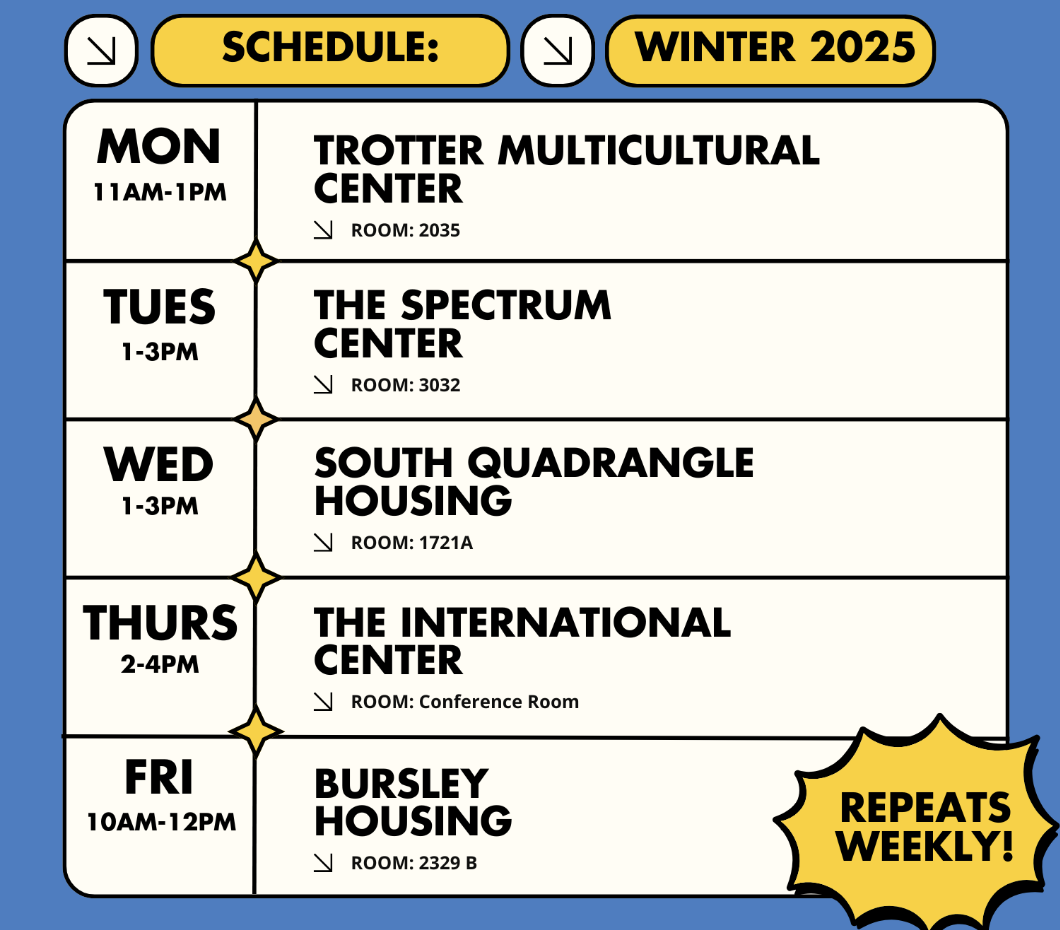 SCHEDULE: WINTER 2025
MON
11AM-1PM
TROTTER MULTICULTURAL
CENTER
ROOM: 2035
TUES
1-3PM
THE SPECTRUM
CENTER
ROOM: 3032
WED
1-3PM
SOUTH QUADRANGLE
HOUSING
ROOM: 1721A
THURS
2-4PM
THE INTERNATIONAL
CENTER
ROOM: Conference Room
FRI
10AM-12PM
BURSLEY
HOUSING
ROOM: 2329 B
REPEATS
WEEKLY!